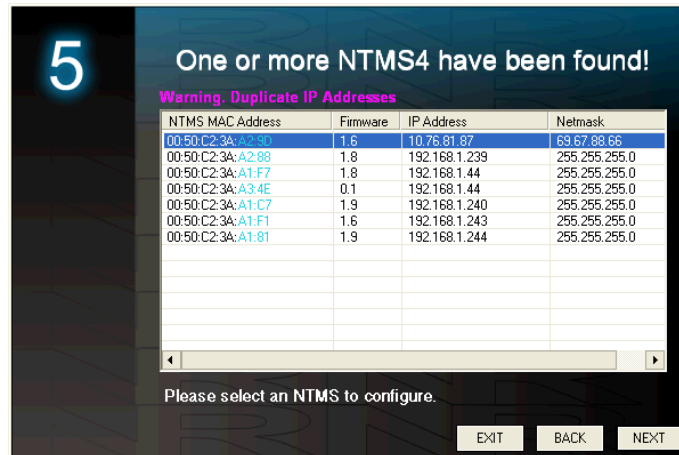 5
One or more NTMS4 have been found!
Warning. Duplicate IP Addresses
NTMS MAC Address Firmware IP Address Netmask
00:50:C2:3A:A2:9D 1.6 10.76.81.87 69.67.88.66
00:50:C2:3A:A2:88 1.8 192.168.1.239 255.255.255.0
00:50:C2:3A:A1:F7 1.8 192.168.1.44 255.255.255.0
00:50:C2:3A:A3:4E 0.1 192.168.1.44 255.255.255.0
00:50:C2:3A:A1:C7 1.9 192.168.1.240 255.255.255.0
00:50:C2:3A:A1:F1 1.6 192.168.1.243 255.255.255.0
00:50:C2:3A:A1:81 1.9 192.168.1.244 255.255.255.0
Please select an NTMS to configure.
EXIT BACK NEXT